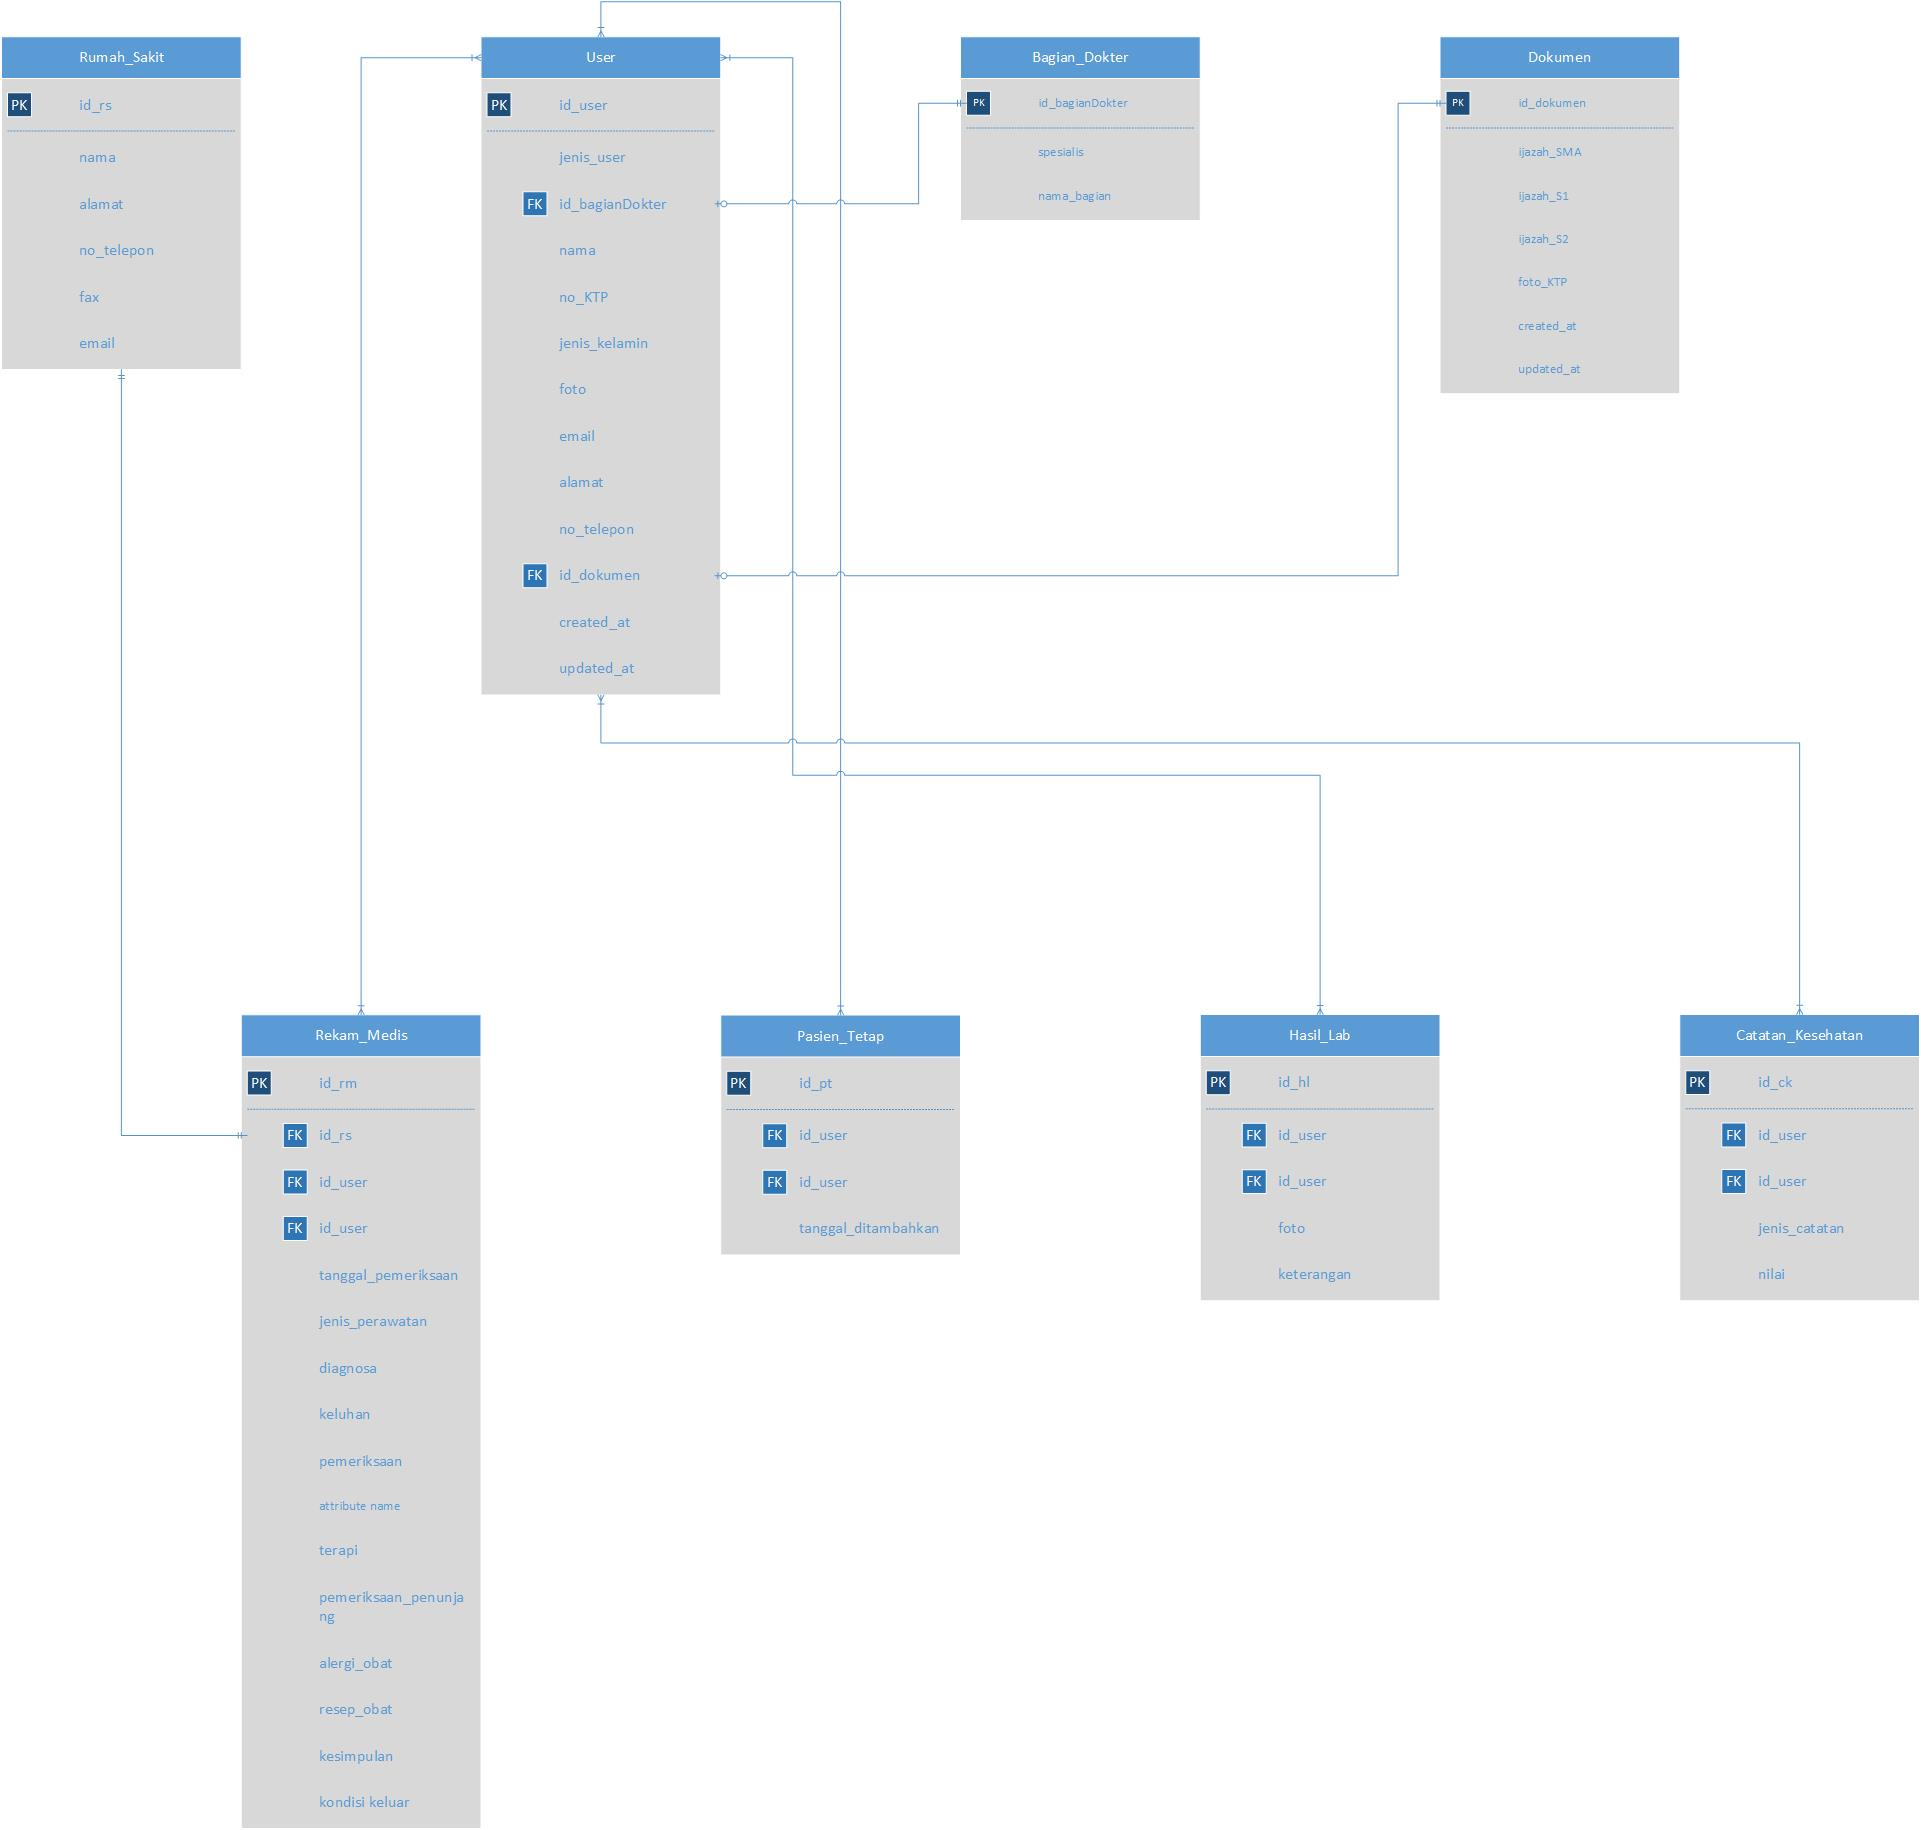 Rumah_Sakit
PK id_rs
nama
alamat
no_telepon
fax
email
User
PK id_user
jenis_user
FK id_bagianDokter
nama
no_KTP
jenis_kelamin
foto
email
alamat
no_telepon
FK id_dokumen
created_at
updated_at
Bagian_Dokter
PK id_bagianDokter
spesialis
nama_bagian
Dokumen
PK id_dokumen
ijazah_SMA
ijazah_S1
ijazah_S2
foto_KTP
created_at
updated_at
Rekam_Medis
PK id_rm
FK id_rs
FK id_user
FK id_user
tanggal_pemeriksaan
jenis_perawatan
diagnosa
keluhan
pemeriksaan
attribute name
terapi
pemeriksaan_penunja
ng
alergi_obat
resep_obat
kesimpulan
kondisi keluar
Pasien_Tetap
PK id_pt
FK id_user
FK id_user
tanggal_ditambahkan
Hasil_Lab
PK id_hl
FK id_user
FK id_user
foto
keterangan
Catatan_Kesehatan
PK id_ck
FK id_user
FK id_user
jenis_catatan
nilai